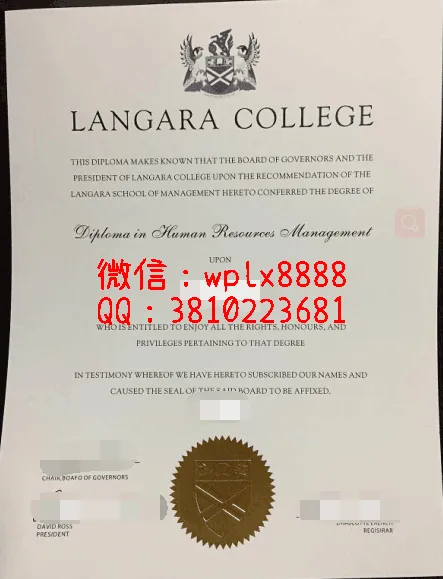 LANGARA COLLEGE
THIS DIPLOMA MAKES KNOWN THAT THE BOARD OF GOVERNORS AND THE
PRESIDENT OF LANGARA COLLEGE UPON THE RECOMMENDATION OF THE
LANGARA SCHOOL OF MANAGEMENT HERETO CONFERRED THE DEGREE OF
Diploma in Human Resources Management
UPON
微信：wplx8888
QQ：3810223681
WHO IS ENTITLED TO ENJOY ALL THE RIGHTS, HONOURS, AND
PRIVILEGES PERTAINING TO THAT DEGREE
IN TESTIMONY WHEREOF WE HAVE HERETO SUBSCRIBED OUR NAMES AND
CAUSED THE SEAL OF THE SAID BOARD TO BE AFFIXED.
CHAIR, BOARD OF GOVERNORS
DAVID ROSS
PRESIDENT
REGISTRAR